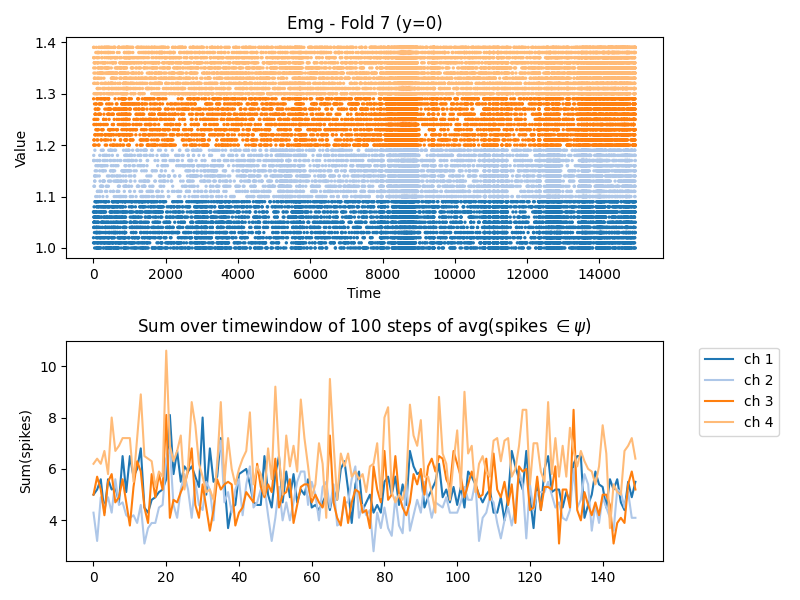 Emg - Fold 7 (y=0)
1.4
1.3
1.2
1.1
1.0
Value
0 2000 4000 6000 8000 10000 12000 14000
Time
Sum over timewindow of 100 steps of avg(spikes ∈ ψ)
10
8
6
4
Sum(spikes)
0 20 40 60 80 100 120 140
ch 1
ch 2
ch 3
ch 4